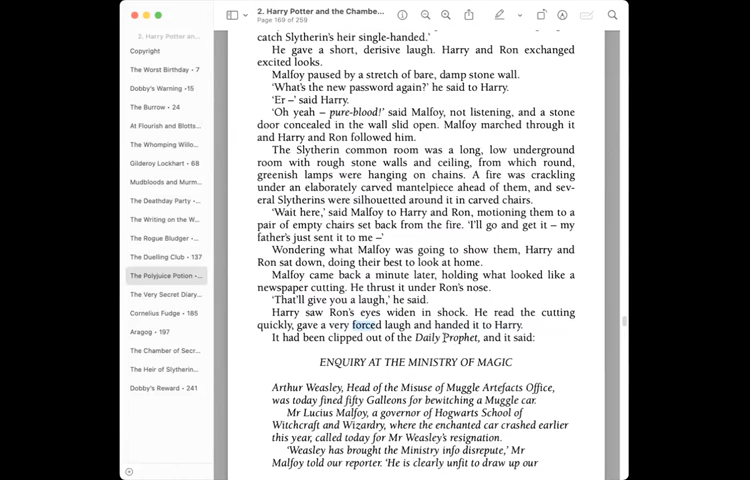 2. Harry Potter and the Chambe...
Page 169 of 259
2. Harry Potter an...
Copyright
The Worst Birthday • 7
Dobby's Warning •15
The Burrow • 24
At Flourish and Blotts...
The Whomping Willo...
Gilderoy Lockhart • 68
Mudbloods and Murm...
The Deathday Party •...
The Writing on the W...
The Rogue Bludger •...
The Duelling Club • 137
The Polyjuice Potion •...
The Very Secret Diary...
Cornelius Fudge • 185
Aragog • 197
The Chamber of Secr...
The Heir of Slytherin...
Dobby's Reward • 241
catch Slytherin's heir single-handed.'
He gave a short, derisive laugh. Harry and Ron exchanged
excited looks.
Malfoy paused by a stretch of bare, damp stone wall.
'What's the new password again?' he said to Harry.
'Er –' said Harry.
'Oh yeah – pure-blood!' said Malfoy, not listening, and a stone
door concealed in the wall slid open. Malfoy marched through it
and Harry and Ron followed him.
The Slytherin common room was a long, low underground
room with rough stone walls and ceiling, from which round,
greenish lamps were hanging on chains. A fire was crackling
under an elaborately carved mantelpiece ahead of them, and sev-
eral Slytherins were silhouetted around it in carved chairs.
'Wait here,' said Malfoy to Harry and Ron, motioning them to a
pair of empty chairs set back from the fire. 'I'll go and get it – my
father's just sent it to me –'
Wondering what Malfoy was going to show them, Harry and
Ron sat down, doing their best to look at home.
Malfoy came back a minute later, holding what looked like a
newspaper cutting. He thrust it under Ron's nose.
'That'll give you a laugh,' he said.
Harry saw Ron's eyes widen in shock. He read the cutting
quickly, gave a very forced laugh and handed it to Harry.
It had been clipped out of the Daily Prophet, and it said:
ENQUIRY AT THE MINISTRY OF MAGIC
Arthur Weasley, Head of the Misuse of Muggle Artefacts Office,
was today fined fifty Galleons for bewitching a Muggle car.
Mr Lucius Malfoy, a governor of Hogwarts School of
Witchcraft and Wizardry, where the enchanted car crashed earlier
this year, called today for Mr Weasley's resignation.
'Weasley has brought the Ministry into disrepute,' Mr
Malfoy told our reporter. 'He is clearly unfit to draw up our